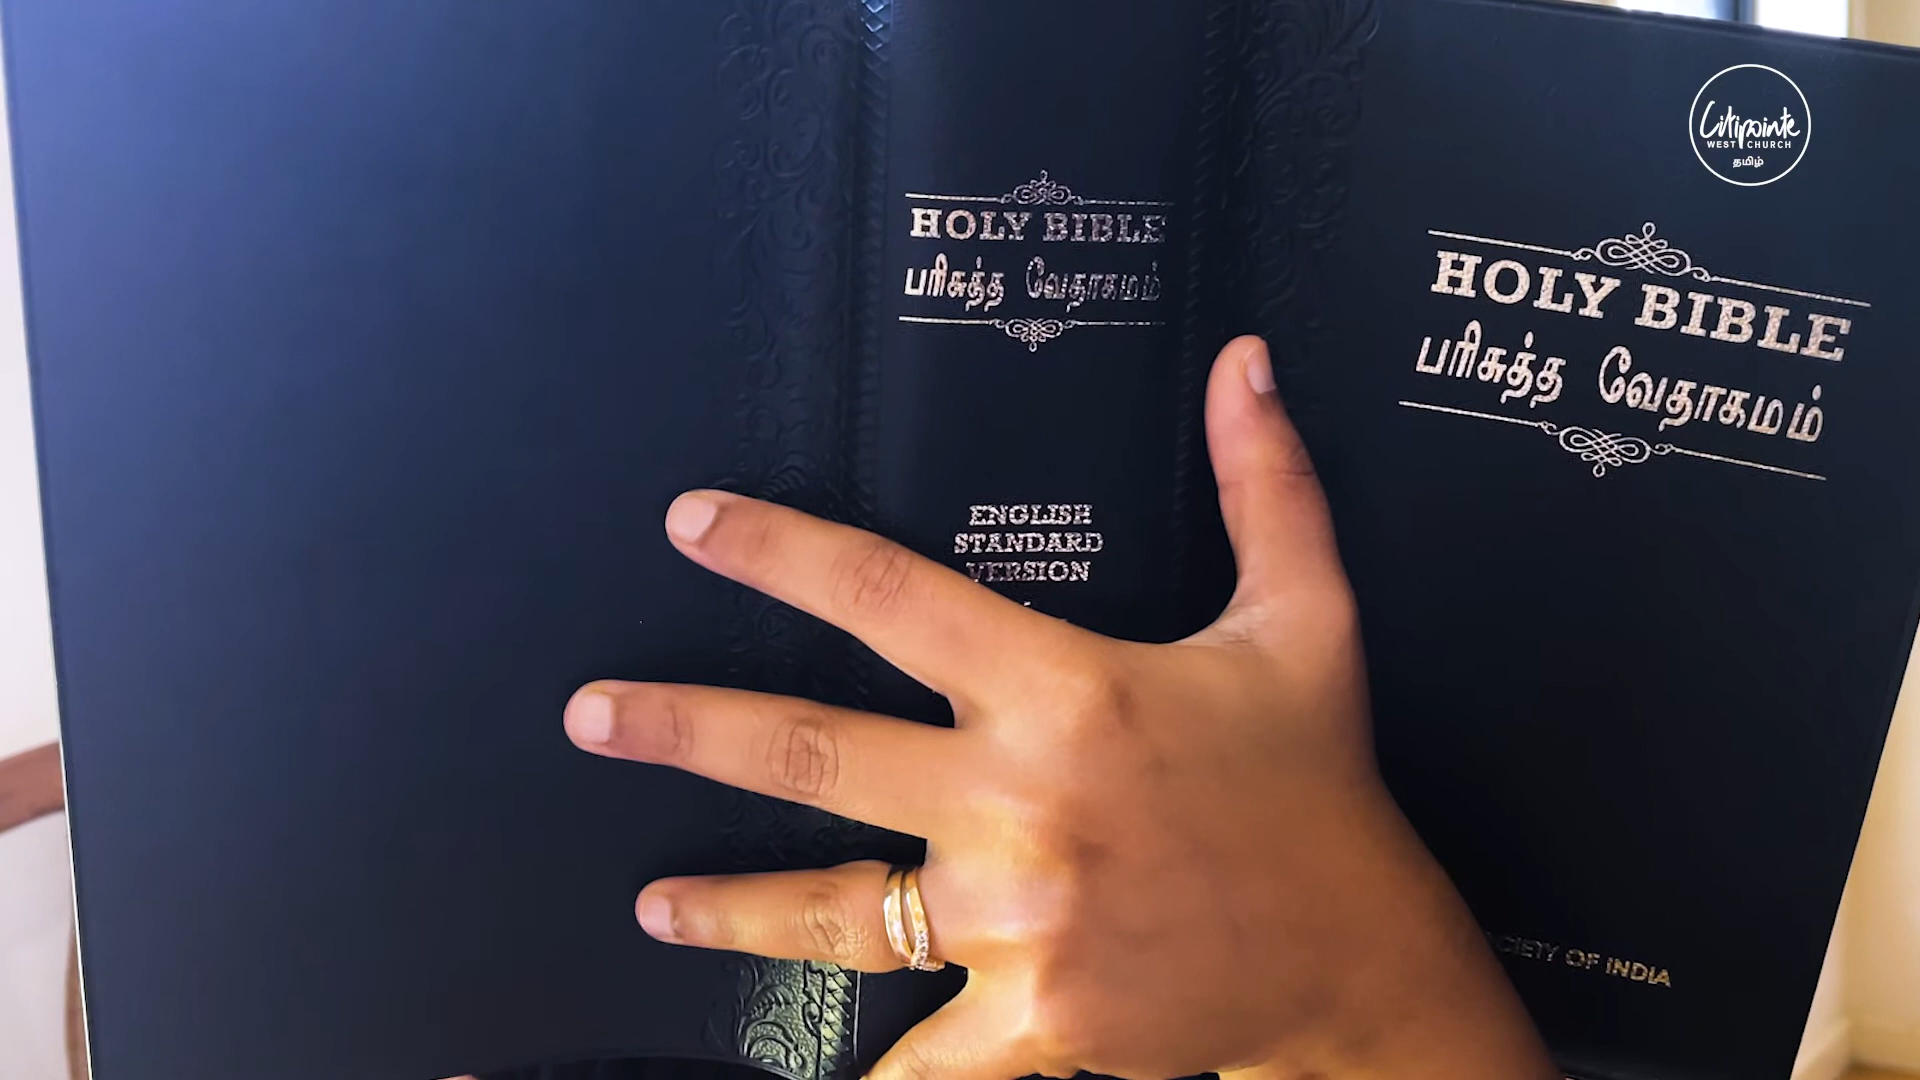 Citipointe
WEST CHURCH
தமிழ்
HOLY BIBLE
பரிசுத்த வேதாகமம்
ENGLISH
STANDARD
VERSION
HOLY BIBLE
பரிசுத்த வேதாகமம்
OF INDIA